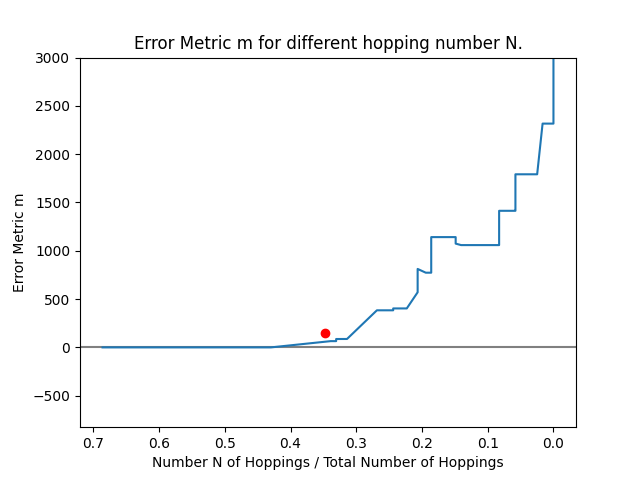 Error Metric m for different hopping number N.
3000
2500
2000
1500
1000
500
0
−500
Error Metric m
0.7 0.6 0.5 0.4 0.3 0.2 0.1 0.0
Number N of Hoppings / Total Number of Hoppings